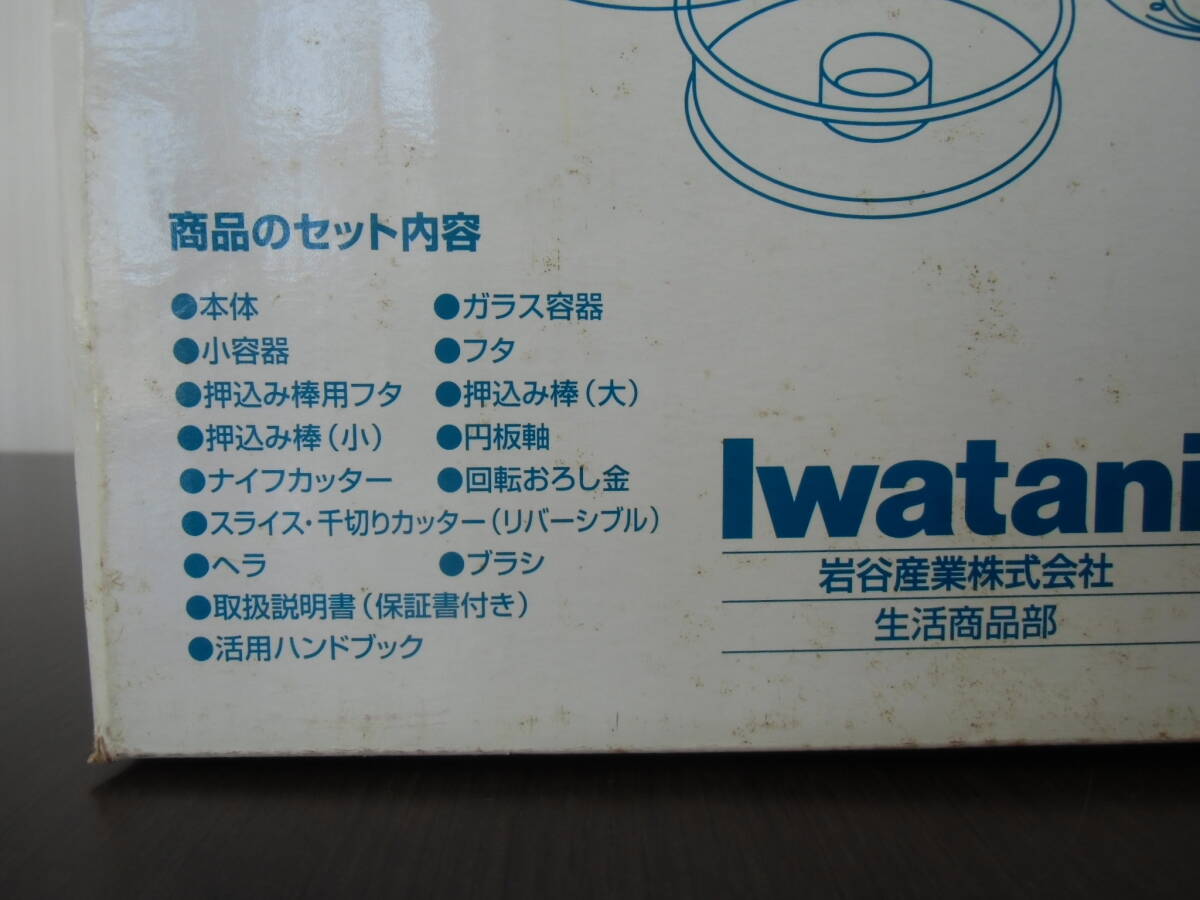 商品のセット内容
●本体 ●ガラス容器
●小容器 ●フタ
●押込み棒用フタ ●押込み棒(大)
●押込み棒(小) ●円板軸
●ナイフカッター ●回転おろし金
●スライス・千切りカッター(リバーシブル)
●ヘラ ●ブラシ
●取扱説明書(保証書付き)
●活用ハンドブック
Iwatani
岩谷産業株式会社
生活商品部